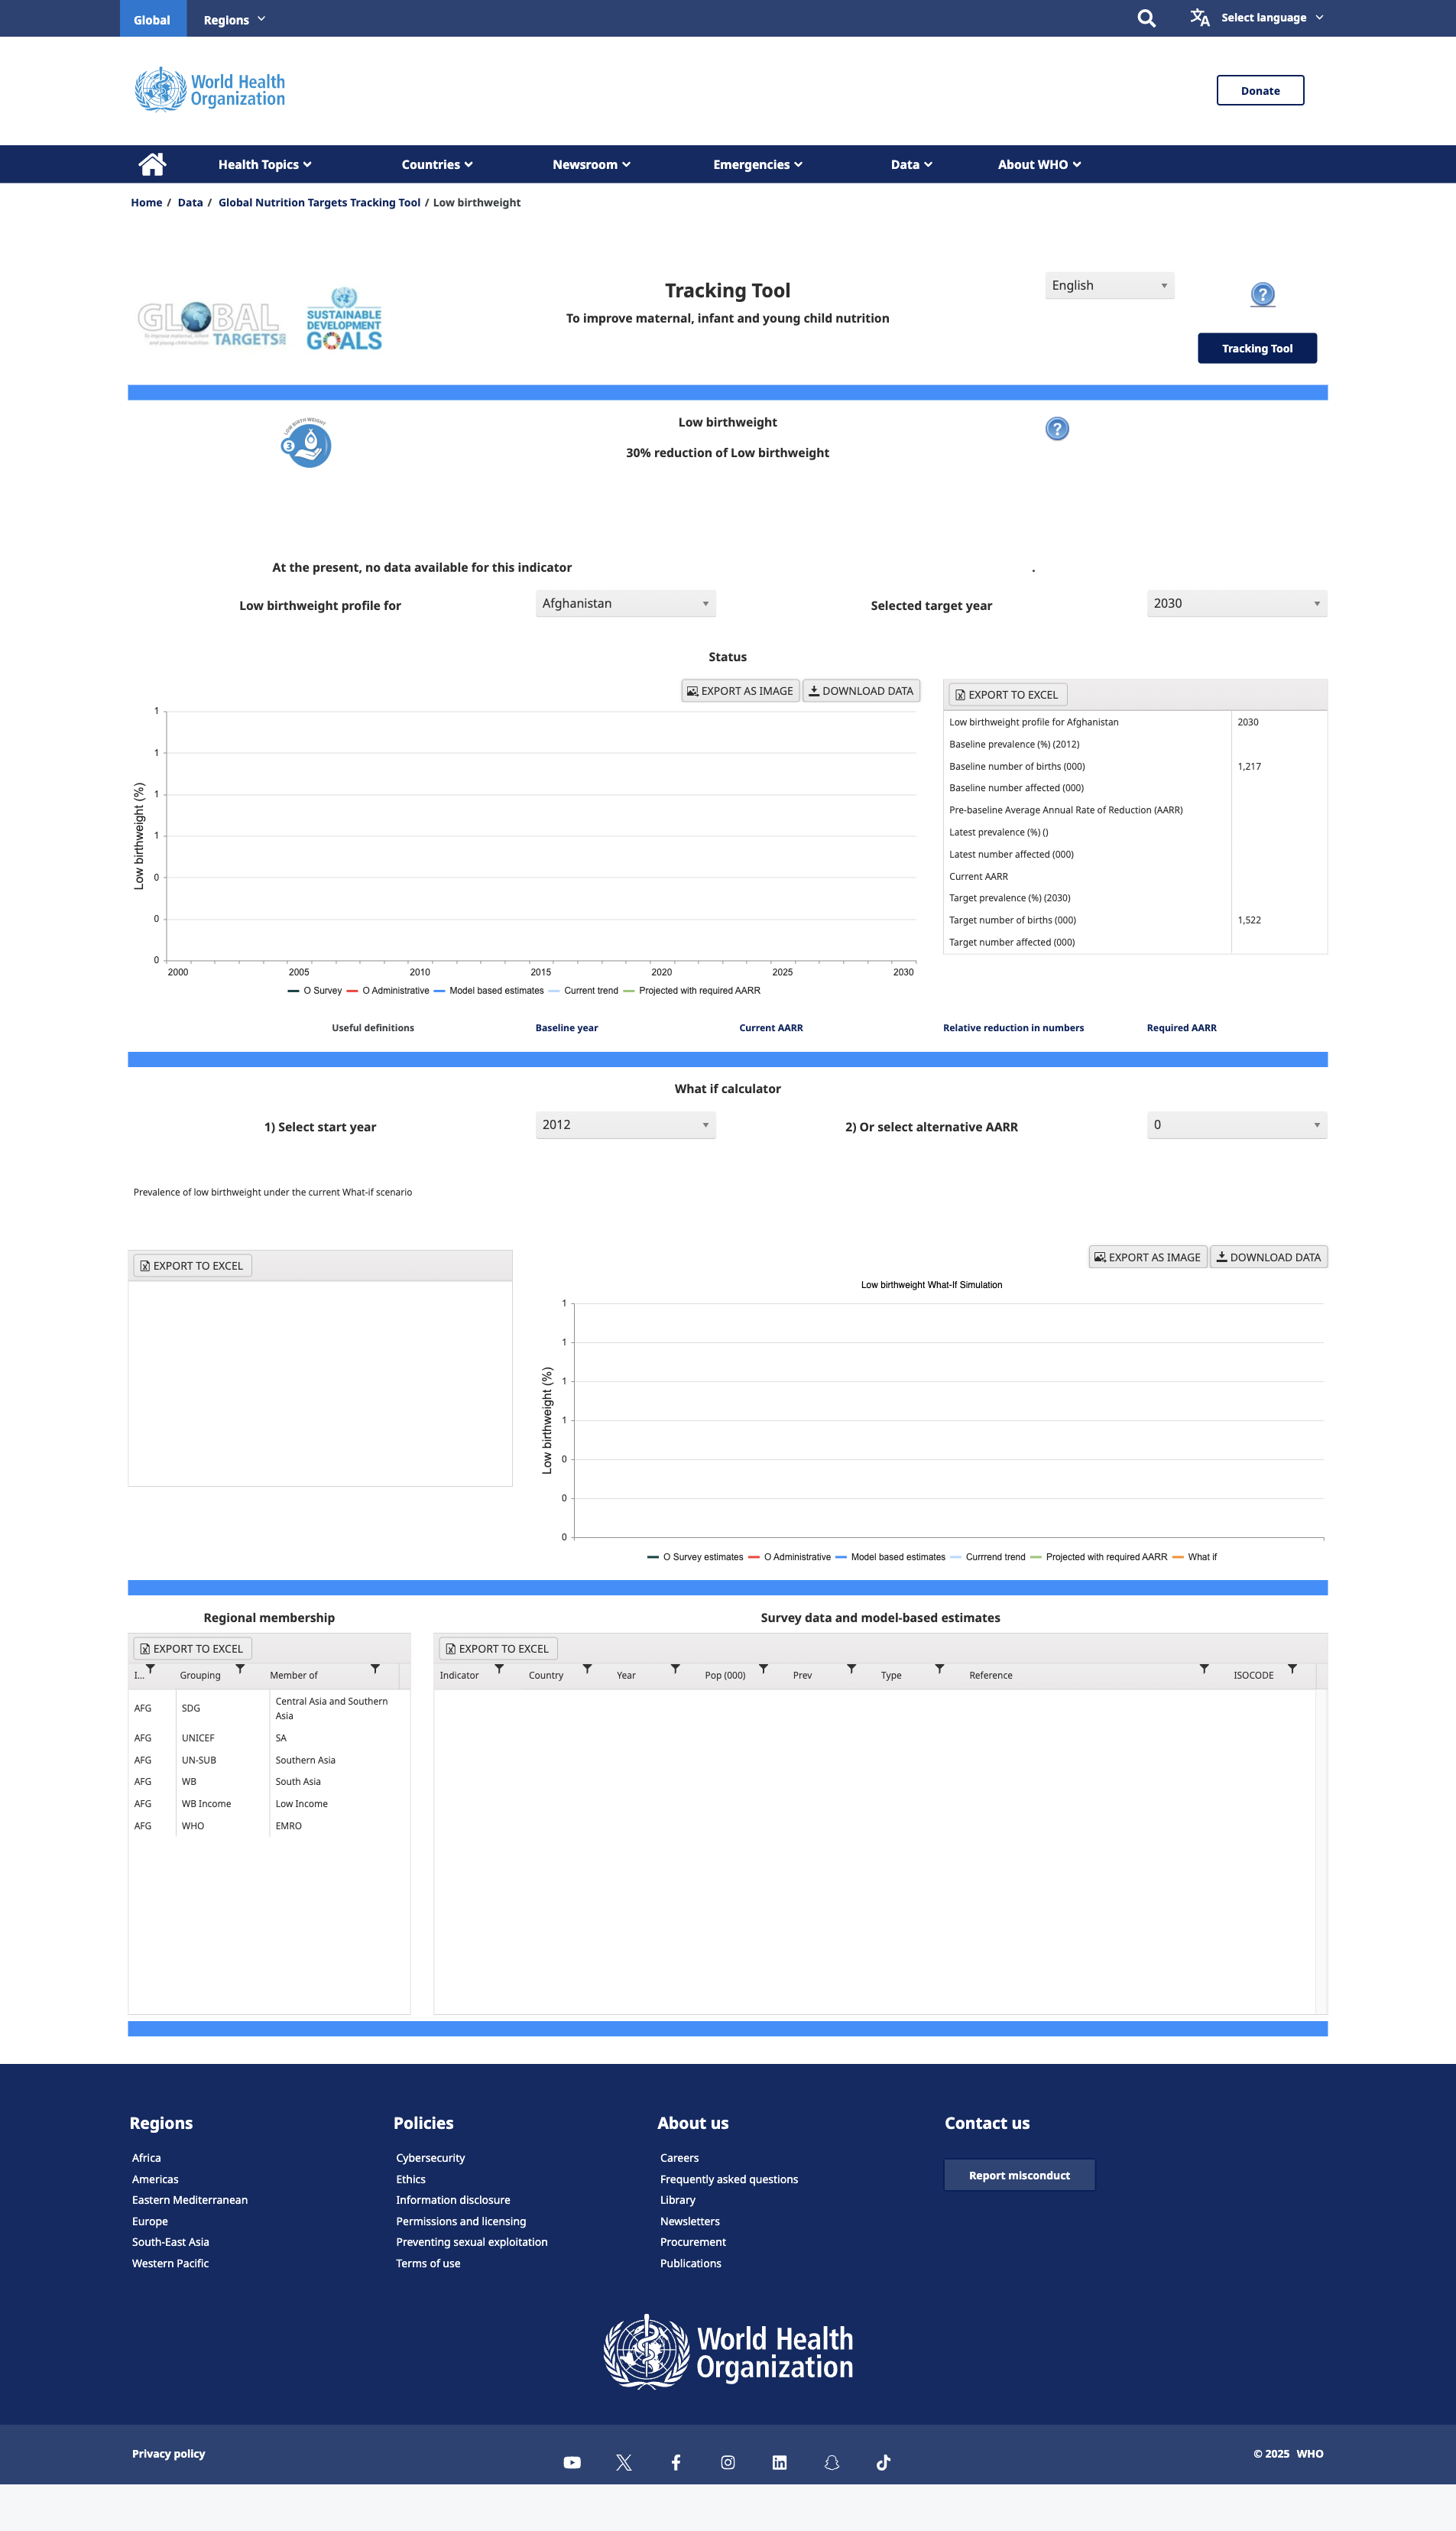 Global
Regions
Select language
World Health
Organization
Donate
Health Topics
Countries
Newsroom
Emergencies
Data
About WHO
Home / Data / Global Nutrition Targets Tracking Tool / Low birthweight
GLOBAL
TARGETS
SUSTAINABLE
DEVELOPMENT
GOALS
Tracking Tool
To improve maternal, infant and young child nutrition
English
?
Tracking Tool
LOW BIRTH WEIGHT
3
Low birthweight
30% reduction of Low birthweight
?
At the present, no data available for this indicator
.
Low birthweight profile for
Afghanistan
Selected target year
2030
Status
EXPORT AS IMAGE
DOWNLOAD DATA
Low birthweight (%)
1
1
1
1
0
0
0
2000 2005 2010 2015 2020 2025 2030
O Survey O Administrative Model based estimates Current trend Projected with required AARR
EXPORT TO EXCEL
Low birthweight profile for Afghanistan 2030
Baseline prevalence (%) (2012)
Baseline number of births (000) 1,217
Baseline number affected (000)
Pre-baseline Average Annual Rate of Reduction (AARR)
Latest prevalence (%) ()
Latest number affected (000)
Current AARR
Target prevalence (%) (2030)
Target number of births (000) 1,522
Target number affected (000)
Useful definitions Baseline year Current AARR Relative reduction in numbers Required AARR
What if calculator
1) Select start year
2012
2) Or select alternative AARR
0
Prevalence of low birthweight under the current What-if scenario
EXPORT TO EXCEL
EXPORT AS IMAGE
DOWNLOAD DATA
Low birthweight What-If Simulation
Low birthweight (%)
1
1
1
1
0
0
0
O Survey estimates O Administrative Model based estimates Currrend trend Projected with required AARR What if
Regional membership
EXPORT TO EXCEL
I... Grouping Member of
AFG SDG Central Asia and Southern
Asia
AFG UNICEF SA
AFG UN-SUB Southern Asia
AFG WB South Asia
AFG WB Income Low Income
AFG WHO EMRO
Survey data and model-based estimates
EXPORT TO EXCEL
Indicator Country Year Pop (000) Prev Type Reference ISOCODE
Regions
Africa
Americas
Eastern Mediterranean
Europe
South-East Asia
Western Pacific
Policies
Cybersecurity
Ethics
Information disclosure
Permissions and licensing
Preventing sexual exploitation
Terms of use
About us
Careers
Frequently asked questions
Library
Newsletters
Procurement
Publications
Contact us
Report misconduct
World Health
Organization
Privacy policy
© 2025 WHO